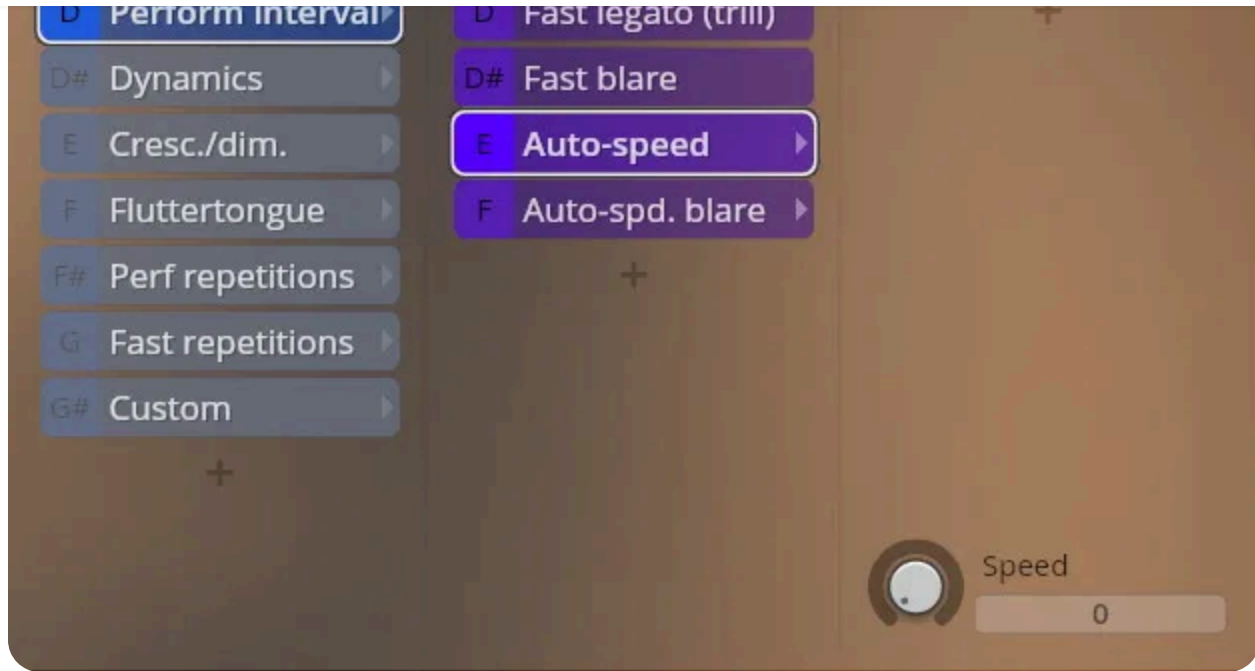 D Perform interval
D# Dynamics
E Cresc./dim.
F Fluttertongue
F# Perf repetitions
G Fast repetitions
G# Custom
+
D Fast legato (trill)
D# Fast blare
E Auto-speed
F Auto-spd. blare
+
+
Speed
0